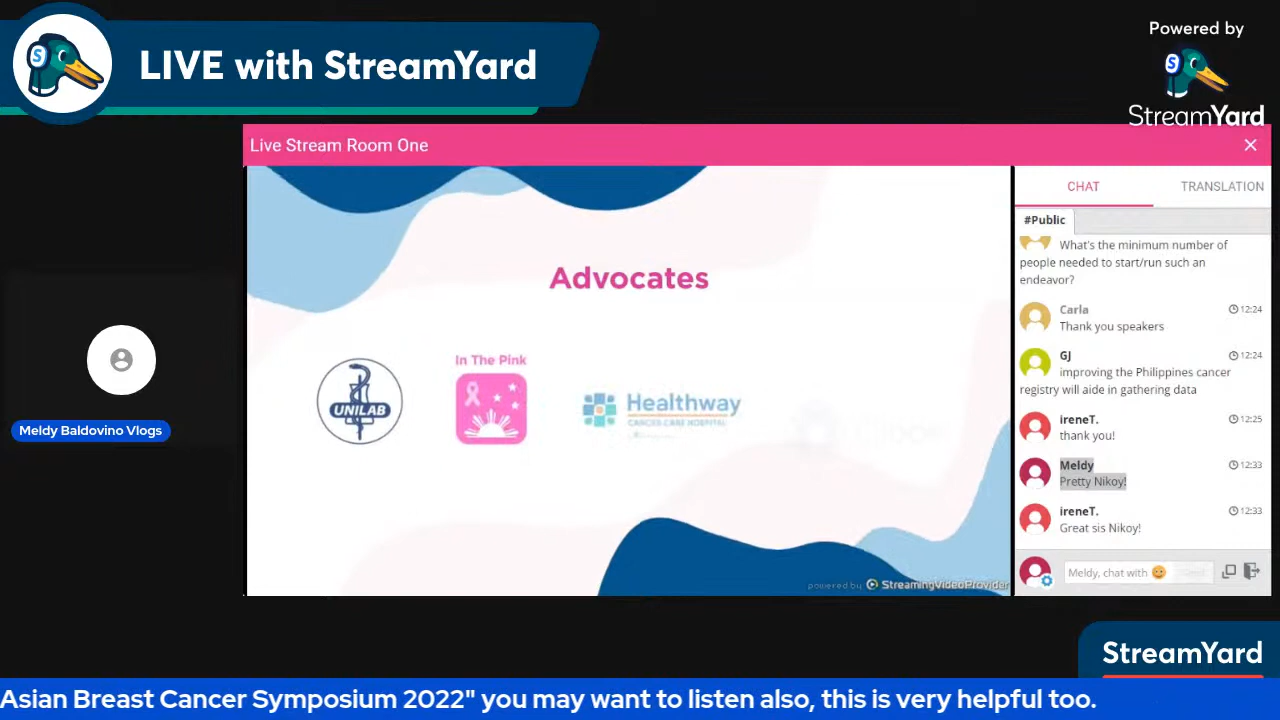 LIVE with StreamYard
Powered by
StreamYard
Live Stream Room One
Advocates
UNILAB
In The Pink
Healthway
CANCER CARE HOSPITAL
powered by StreamingVideoProvider
Meldy Baldovino Vlogs
CHAT
TRANSLATION
#Public
What's the minimum number of
people needed to start/run such an
endeavor?
Carla 12:24
Thank you speakers
GJ 12:24
improving the Philippines cancer
registry will aide in gathering data
ireneT. 12:25
thank you!
Meldy 12:33
Pretty Nikoy!
ireneT. 12:33
Great sis Nikoy!
Meldy, chat with
StreamYard
Asian Breast Cancer Symposium 2022" you may want to listen also, this is very helpful too.